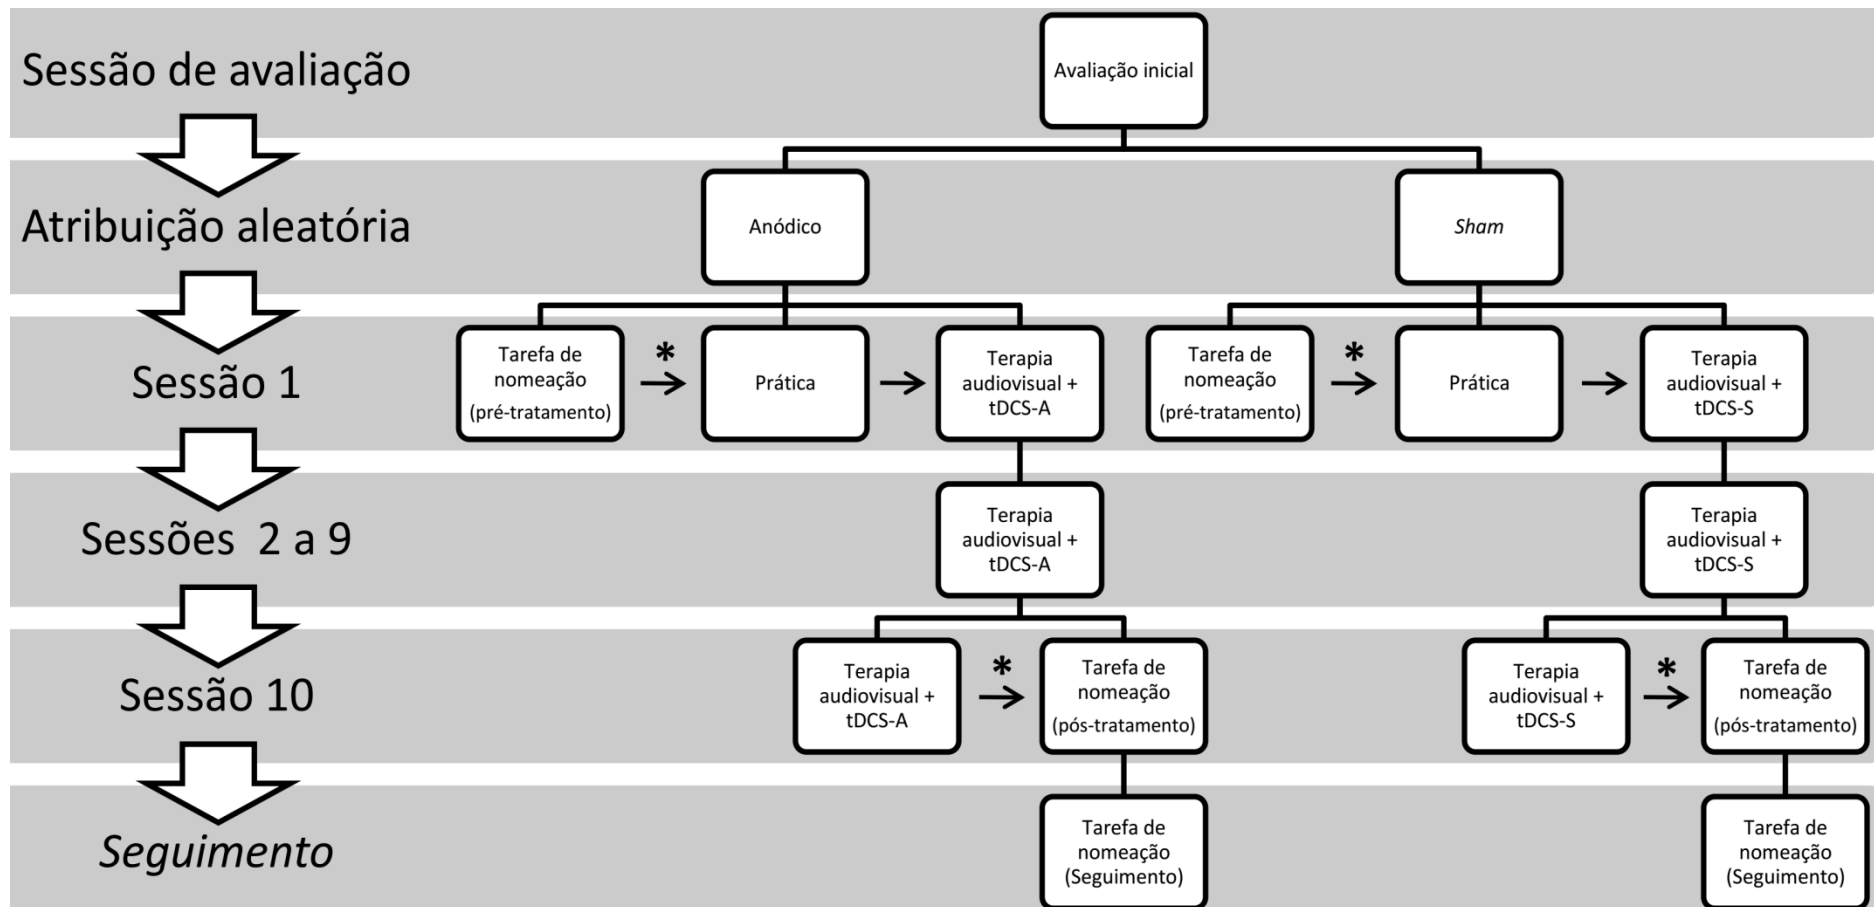 Sessão de avaliação
Avaliação inicial
Atribuição aleatória
Anódico
Sham
Sessão 1
Tarefa de
nomeação
(pré-tratamento)
*
Prática
Terapia
audiovisual +
tDCS-A
Tarefa de
nomeação
(pré-tratamento)
*
Prática
Terapia
audiovisual +
tDCS-S
Sessões 2 a 9
Terapia
audiovisual +
tDCS-A
Terapia
audiovisual +
tDCS-S
Sessão 10
Terapia
audiovisual +
tDCS-A
*
Tarefa de
nomeação
(pós-tratamento)
Terapia
audiovisual +
tDCS-S
*
Tarefa de
nomeação
(pós-tratamento)
Seguimento
Tarefa de
nomeação
(Seguimento)
Tarefa de
nomeação
(Seguimento)